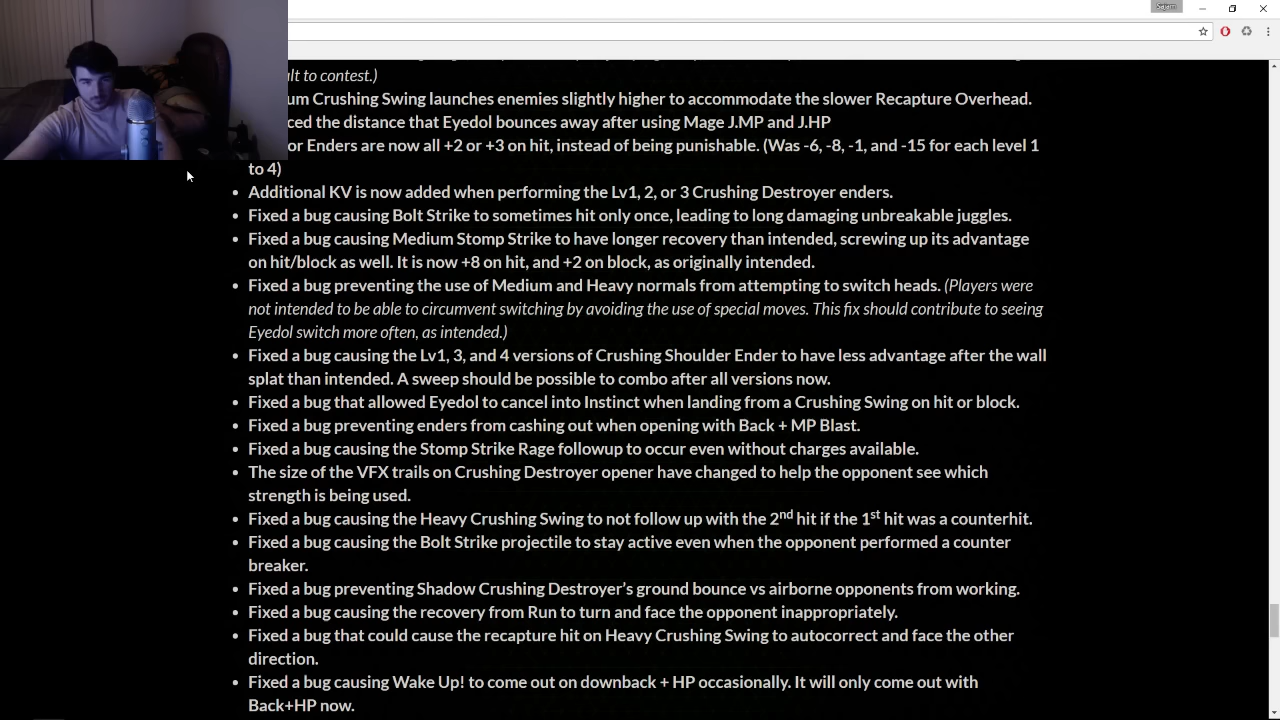 Sajam
ult to contest.)
um Crushing Swing launches enemies slightly higher to accommodate the slower Recapture Overhead.
ced the distance that Eyedol bounces away after using Mage J.MP and J.HP
or Enders are now all +2 or +3 on hit, instead of being punishable. (Was -6, -8, -1, and -15 for each level 1
to 4)
• Additional KV is now added when performing the Lv1, 2, or 3 Crushing Destroyer enders.
• Fixed a bug causing Bolt Strike to sometimes hit only once, leading to long damaging unbreakable juggles.
• Fixed a bug causing Medium Stomp Strike to have longer recovery than intended, screwing up its advantage
on hit/block as well. It is now +8 on hit, and +2 on block, as originally intended.
• Fixed a bug preventing the use of Medium and Heavy normals from attempting to switch heads. (Players were
not intended to be able to circumvent switching by avoiding the use of special moves. This fix should contribute to seeing
Eyedol switch more often, as intended.)
• Fixed a bug causing the Lv1, 3, and 4 versions of Crushing Shoulder Ender to have less advantage after the wall
splat than intended. A sweep should be possible to combo after all versions now.
• Fixed a bug that allowed Eyedol to cancel into Instinct when landing from a Crushing Swing on hit or block.
• Fixed a bug preventing enders from cashing out when opening with Back + MP Blast.
• Fixed a bug causing the Stomp Strike Rage followup to occur even without charges available.
• The size of the VFX trails on Crushing Destroyer opener have changed to help the opponent see which
strength is being used.
• Fixed a bug causing the Heavy Crushing Swing to not follow up with the 2nd hit if the 1st hit was a counterhit.
• Fixed a bug causing the Bolt Strike projectile to stay active even when the opponent performed a counter
breaker.
• Fixed a bug preventing Shadow Crushing Destroyer’s ground bounce vs airborne opponents from working.
• Fixed a bug causing the recovery from Run to turn and face the opponent inappropriately.
• Fixed a bug that could cause the recapture hit on Heavy Crushing Swing to autocorrect and face the other
direction.
• Fixed a bug causing Wake Up! to come out on downback + HP occasionally. It will only come out with
Back+HP now.